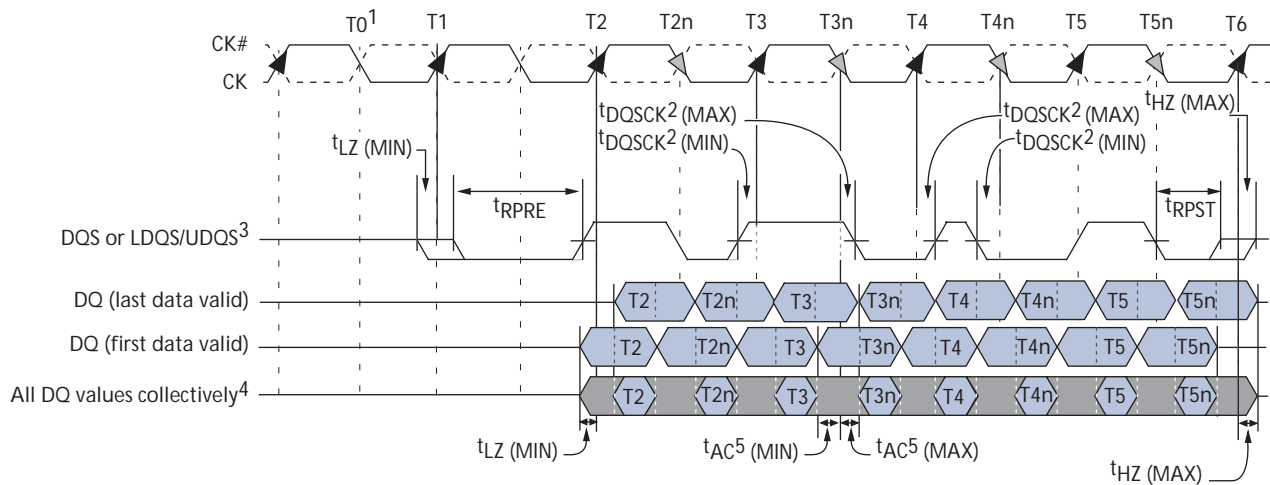 T0¹ T1 T2 T2n T3 T3n T4 T4n T5 T5n T6
CK#
CK
tHZ (MAX)
tDQSCK² (MAX) tDQSCK² (MAX)
tDQSCK² (MIN) tDQSCK² (MIN)
tLZ (MIN)
tRPRE tRPST
DQS or LDQS/UDQS³
DQ (last data valid) T2 T2n T3 T3n T4 T4n T5 T5n
DQ (first data valid) T2 T2n T3 T3n T4 T4n T5 T5n
All DQ values collectively⁴ T2 T2n T3 T3n T4 T4n T5 T5n
tLZ (MIN) tAC⁵ (MIN) tAC⁵ (MAX)
tHZ (MAX)